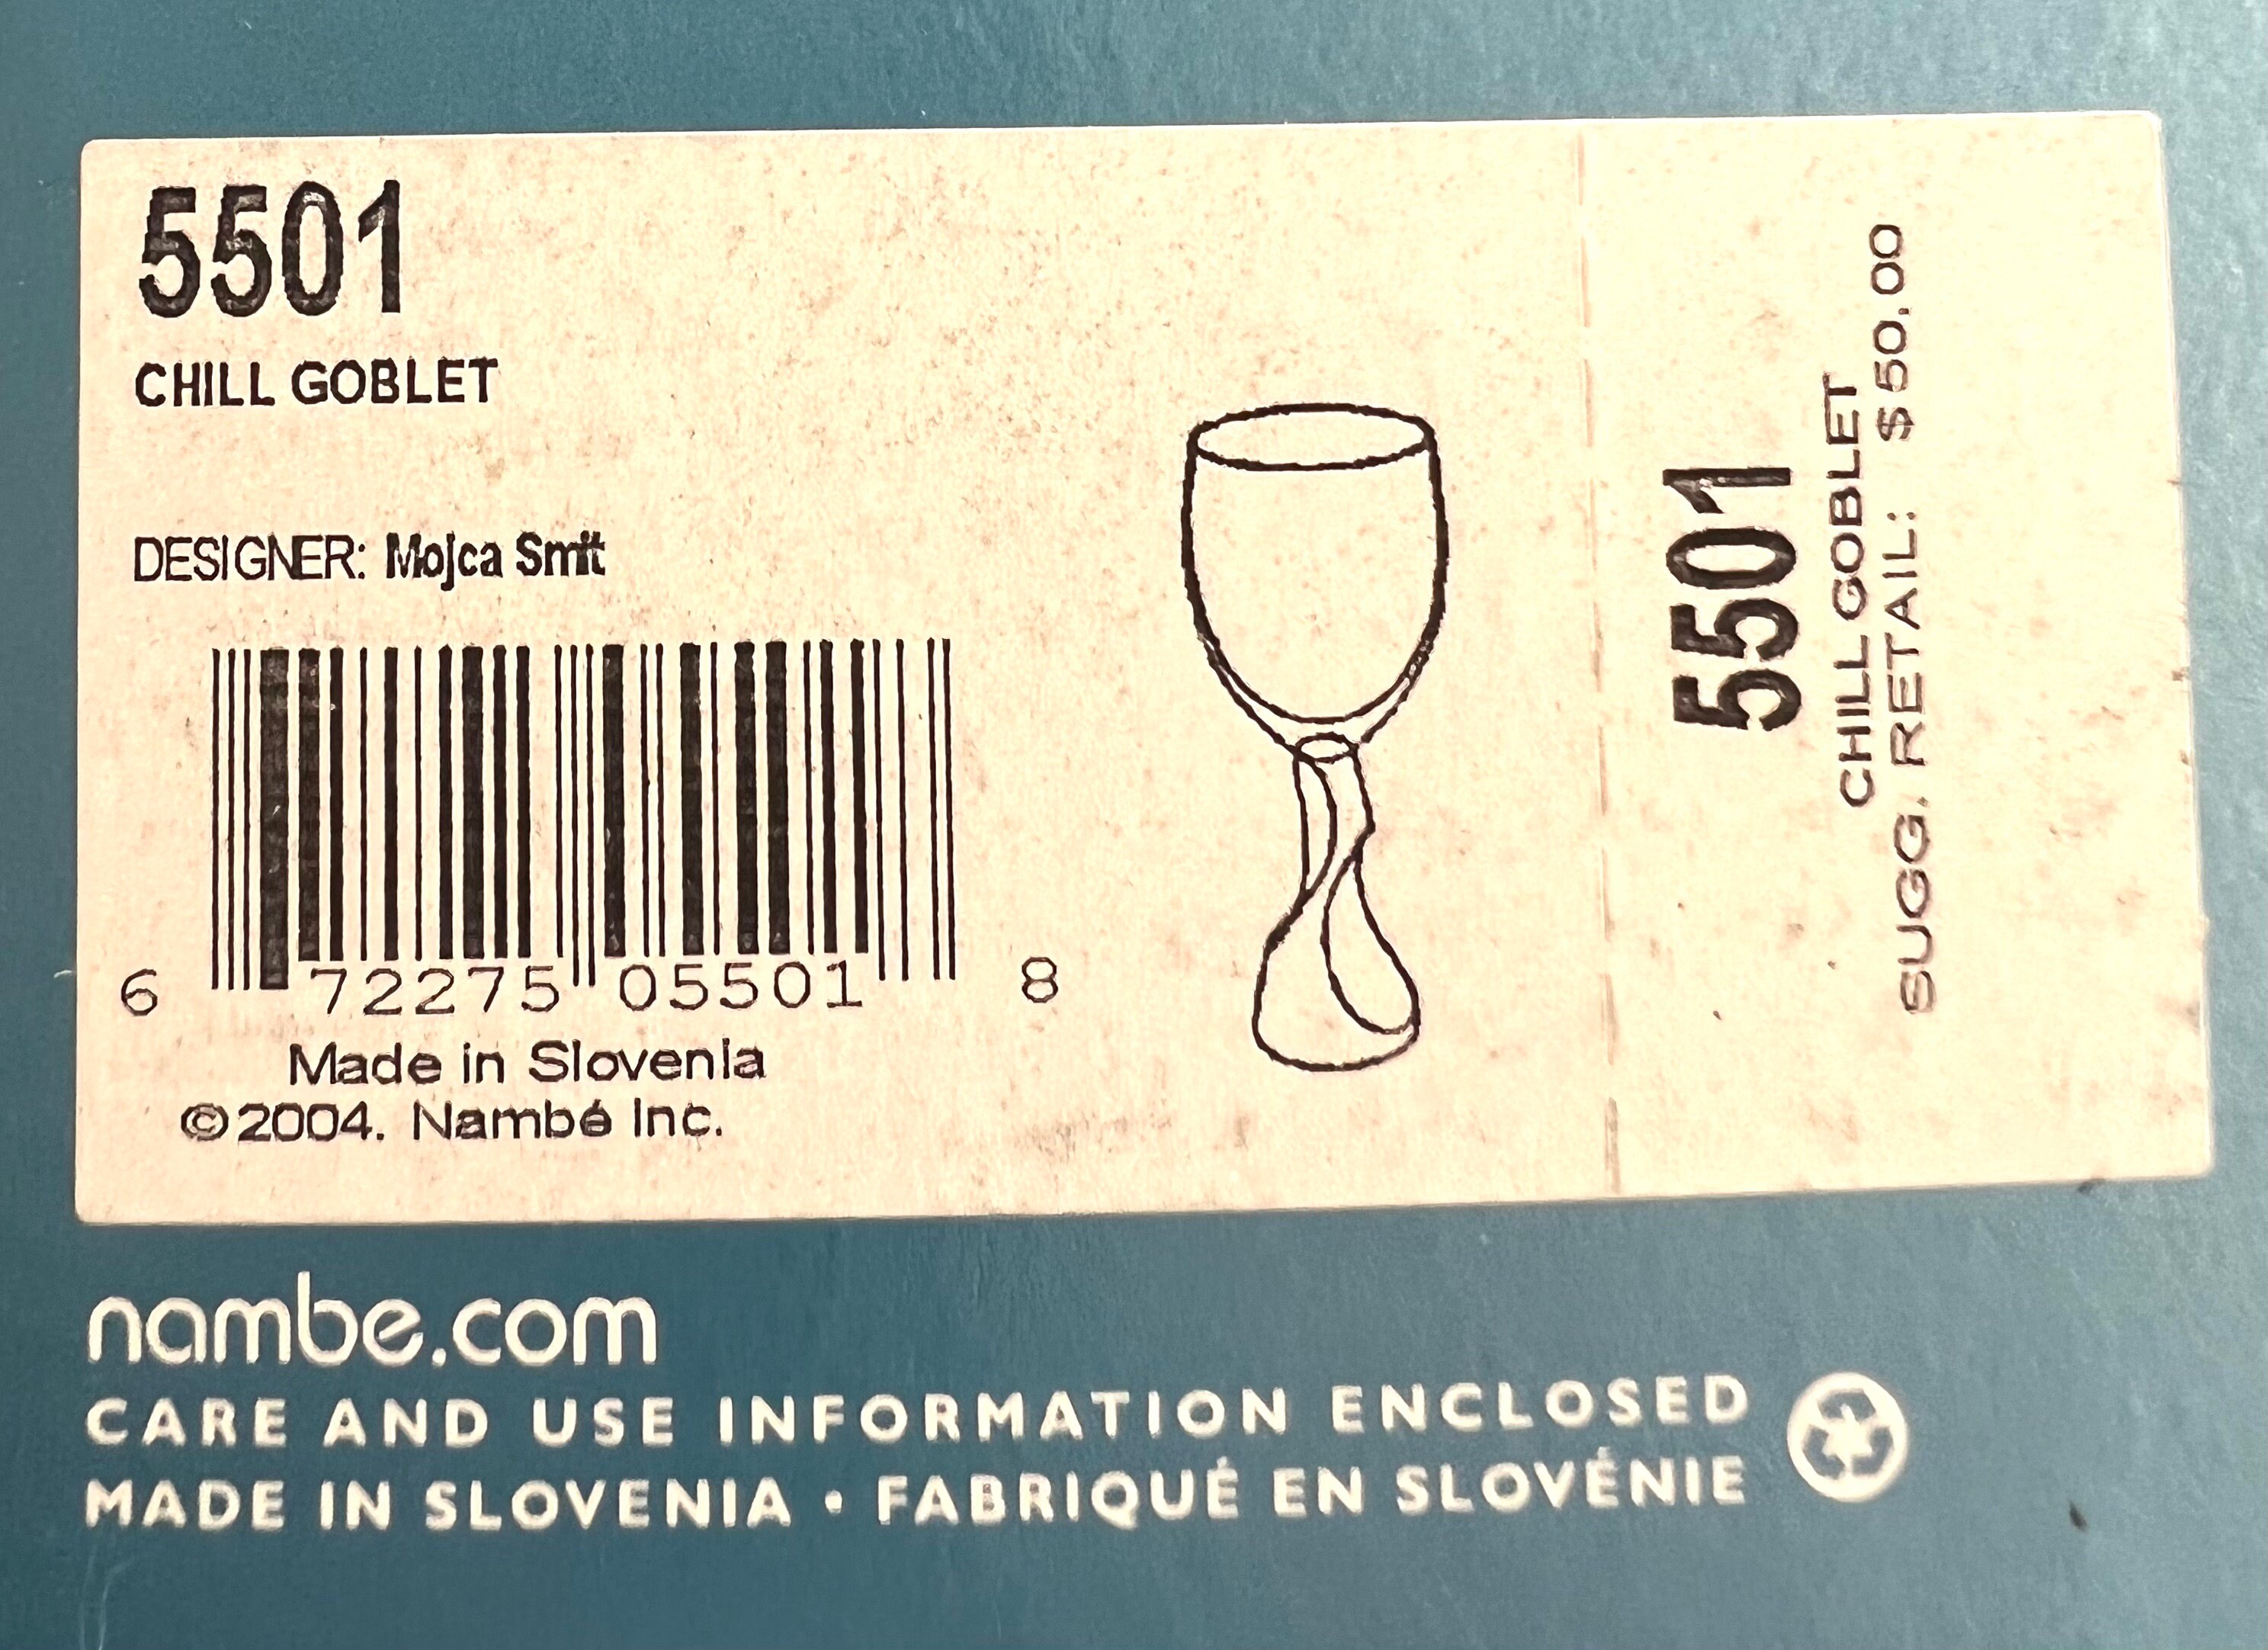 5501
CHILL GOBLET
DESIGNER: Mojca Smit
6 72275 05501 8
Made in Slovenia
©2004. Nambé Inc.
5501
CHILL GOBLET
SUGG. RETAIL: $50.00
nambe.com
CARE AND USE INFORMATION ENCLOSED
MADE IN SLOVENIA • FABRIQUÉ EN SLOVÉNIE